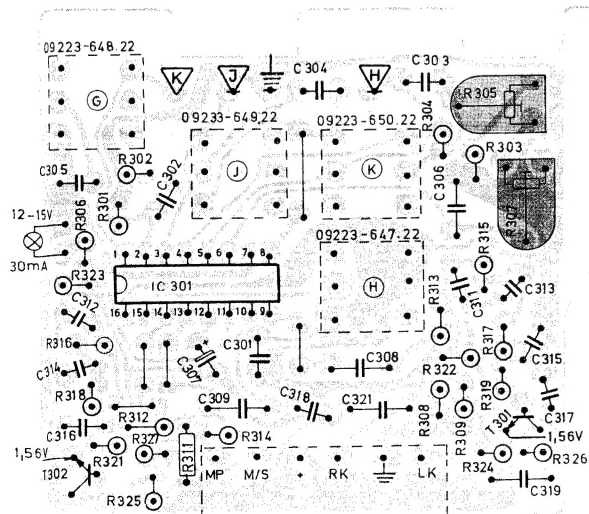 09223-648.22
G
K
J
C304
H
C303
R305
R304
09233-649,22
J
09223-650.22
K
R303
R302
C302
C305
R301
R306
12-15V
30mA
C306
R307
R315
09223-647.22
H
R323
1 2 3 4 5 6 7 8
IC 301
16 15 14 13 12 11 10 9
R313
C311
C313
C312
R316
C314
+
C307
C301
C308
R317
C315
R322
R318
R319
C309
C318
C321
R308
R309
C317
T301
1,56V
C316
R312
R327
R321
R311
R314
1,56V
T302
R325
MP M/S + RK LK
R324
R326
C319